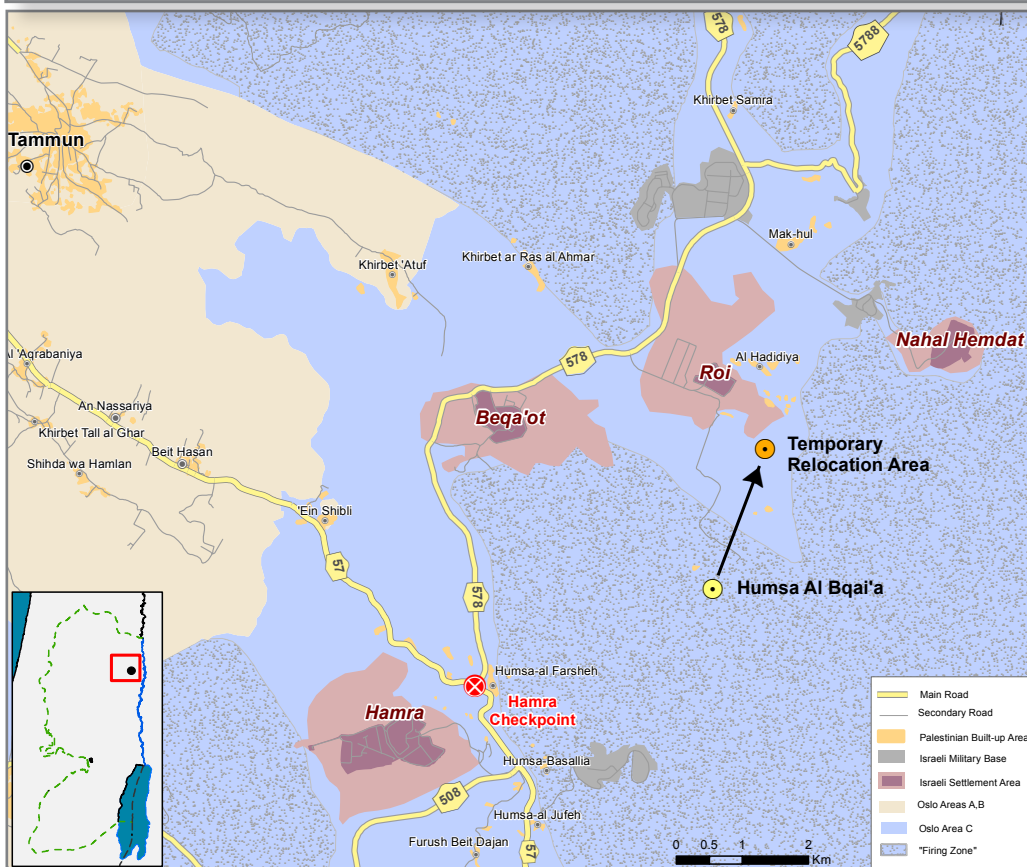 578
5788
Khirbet Samra
Tammun
Mak-hul
Khirbet 'Atuf
Khirbet ar Ras al Ahmar
Nahal Hemdat
Al 'Aqrabaniya
578
Al Hadidiya
Roi
An Nassariya
Beqa'ot
Khirbet Tall al Ghar
Beit Hasan
Temporary
Relocation Area
Shihda wa Hamlan
'Ein Shibli
57
578
Humsa Al Bqai'a
Humsa-al Farsheh
Hamra
Checkpoint
Hamra
Humsa-Basallia
508
Humsa-al Jufeh
Furush Beit Dajan
57
Main Road
Secondary Road
Palestinian Built-up Area
Israeli Military Base
Israeli Settlement Area
Oslo Areas A,B
Oslo Area C
"Firing Zone"
0 0.5 1 2
Km